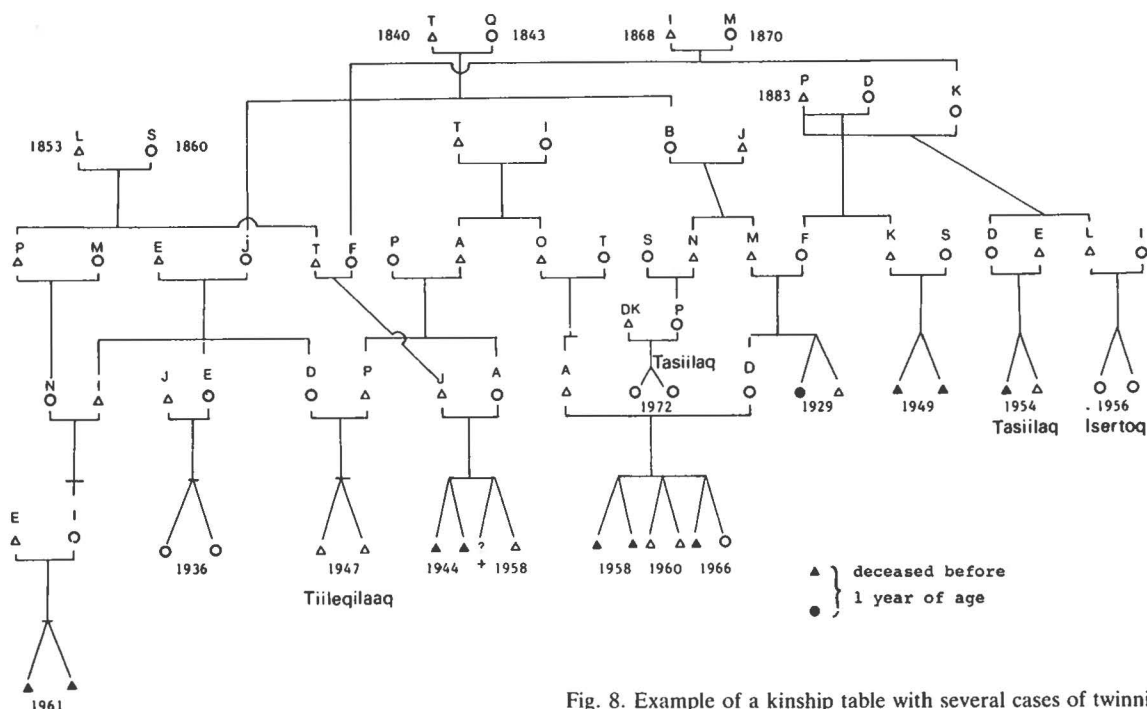 T Q I M
1840 1843 1868 1870
P D K
1883
L S T I B J
1853 1860
P M E J T F P A O T S N M F K S D E L I
DK P
Tasiilaq
N I J E D P J A A D
1972 1929 1949 1954 1956
Tasiilaq Isertoq
E I
?
+
1936 1947 1944 1958 1958 1960 1966
Tiileqilaaq
deceased before
1 year of age
1961
Fig. 8. Example of a kinship table with several cases of twinni